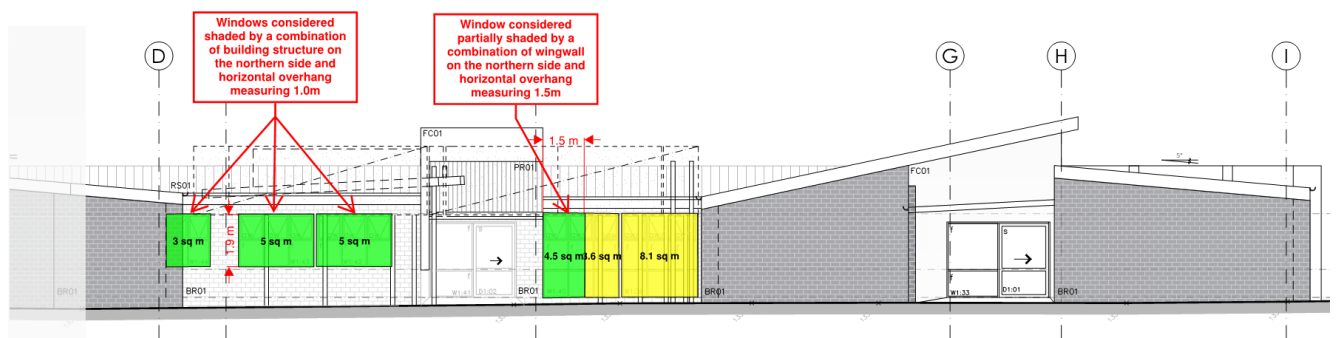 Windows considered
shaded by a combination
of building structure on
the northern side and
horizontal overhang
measuring 1.0m
Window considered
partially shaded by a
combination of wingwall
on the northern side and
horizontal overhang
measuring 1.5m
D
G
H
I
FC01
1.5 m
5°
PR01
FC01
RS01
1.9 m
3 sq m
5 sq m
5 sq m
4.5 sq m
3.6 sq m
8.1 sq m
f
S
f
S
f
BR01
BR01
W1:41
D1:02
BR01
BR01
W1:33
D1:01